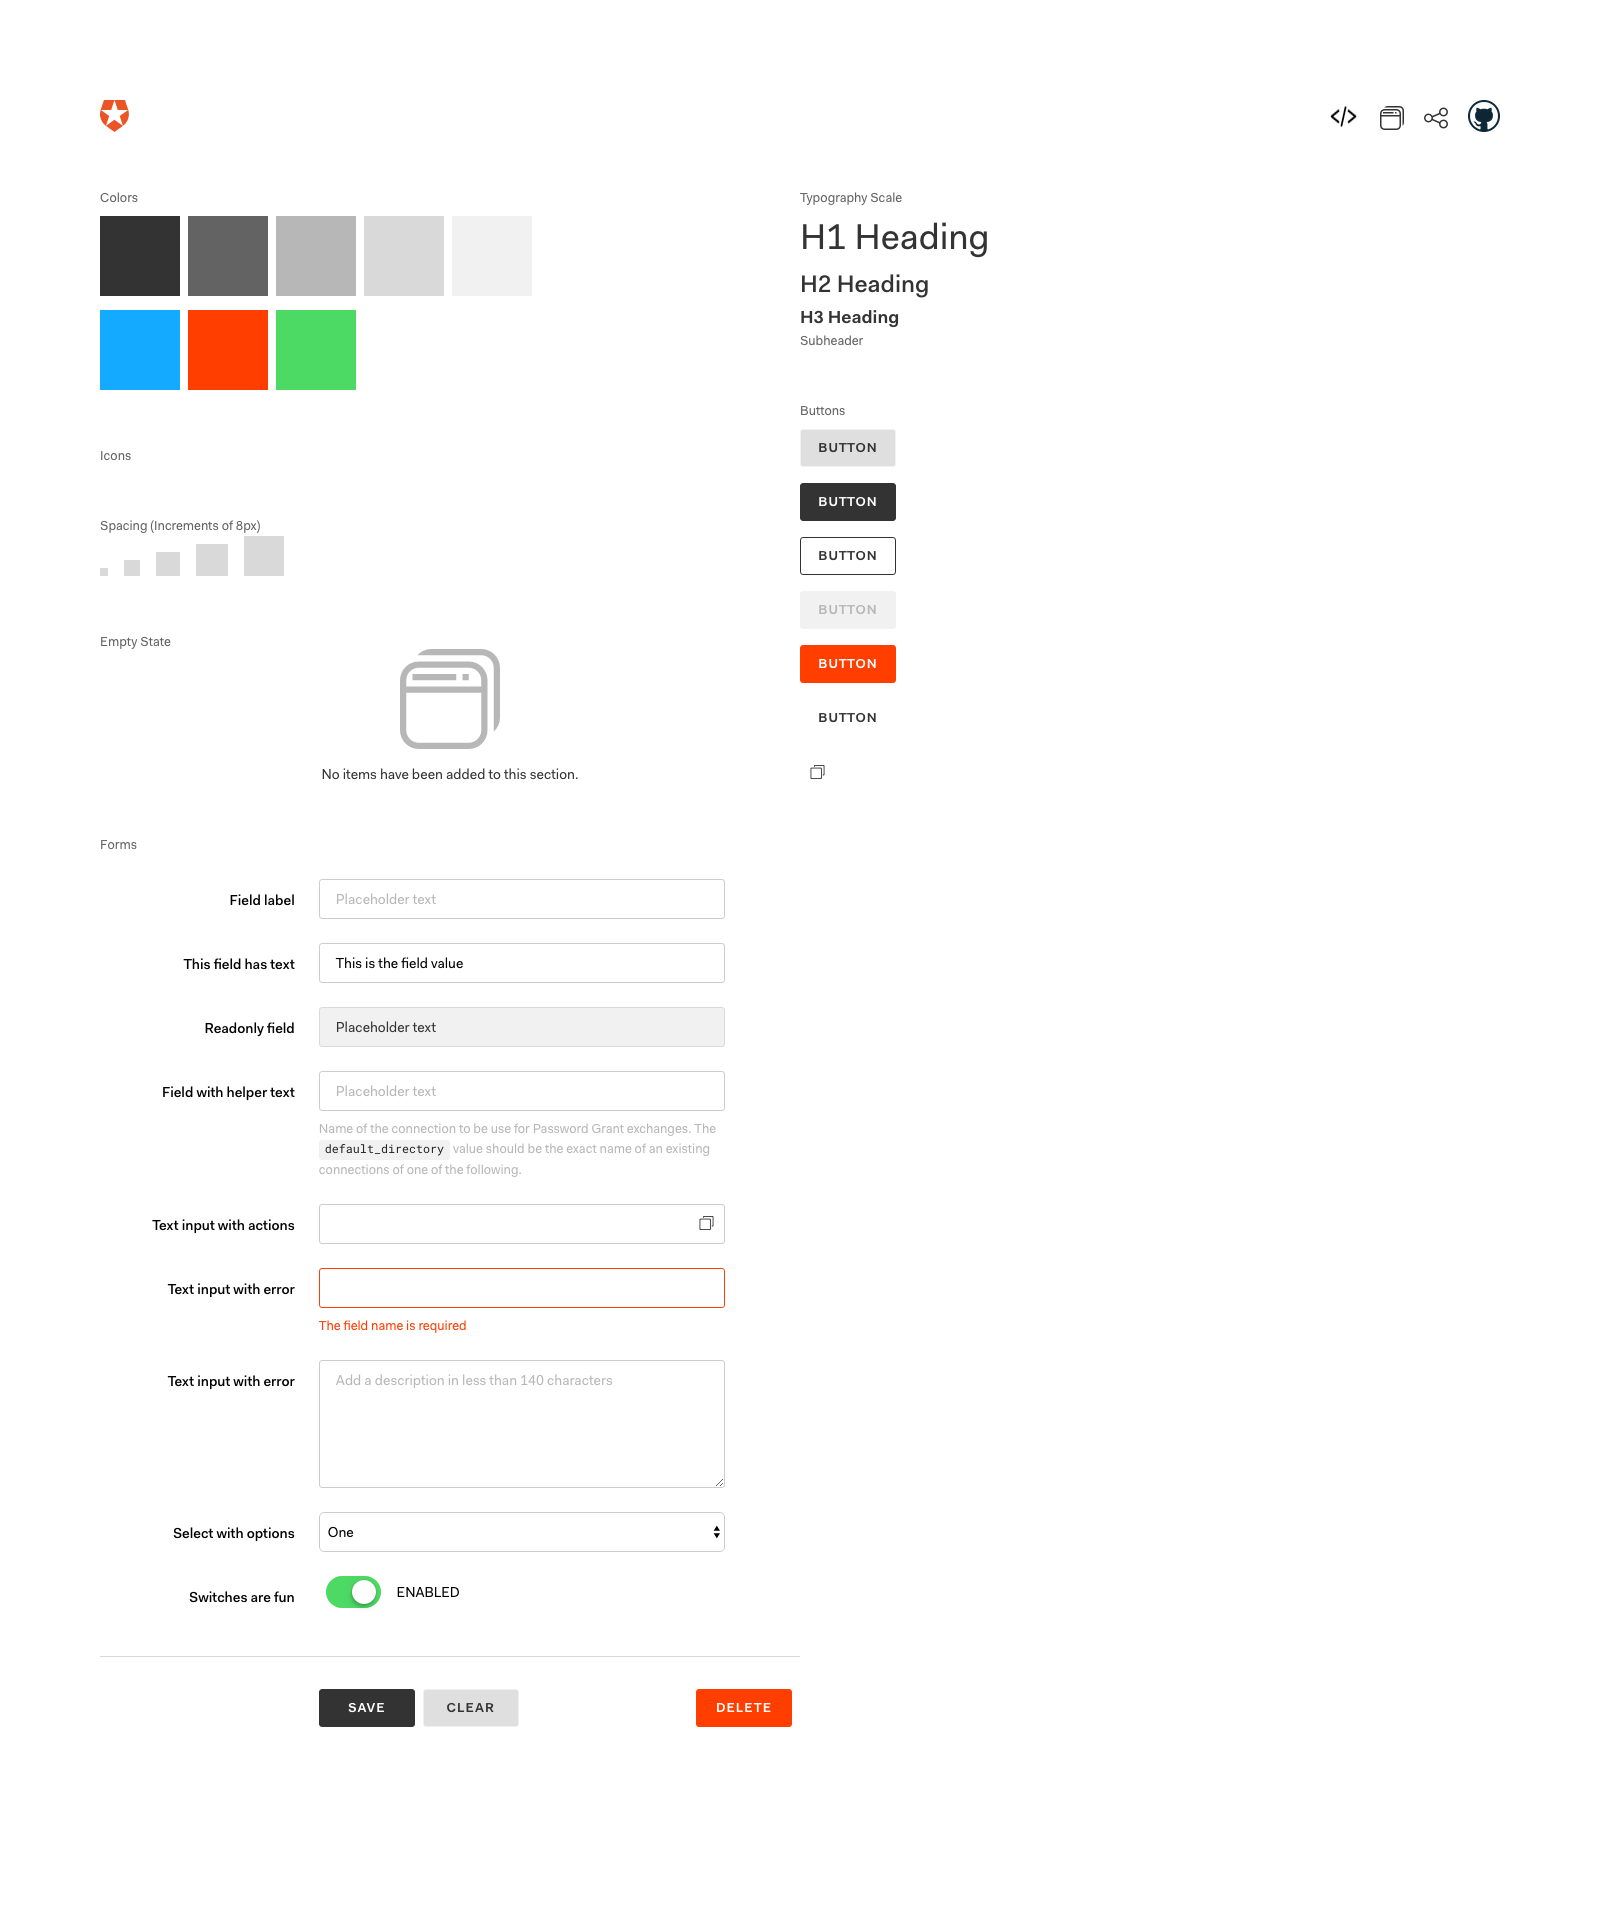 Colors
Icons
Spacing (Increments of 8px)
Empty State
No items have been added to this section.
Typography Scale
H1 Heading
H2 Heading
H3 Heading
Subheader
Buttons
BUTTON
BUTTON
BUTTON
BUTTON
BUTTON
BUTTON
Forms
Field label
Placeholder text
This field has text
This is the field value
Readonly field
Placeholder text
Field with helper text
Placeholder text
Name of the connection to be use for Password Grant exchanges. The
default_directory value should be the exact name of an existing
connections of one of the following.
Text input with actions
Text input with error
The field name is required
Text input with error
Add a description in less than 140 characters
Select with options
One
Switches are fun
ENABLED
SAVE
CLEAR
DELETE